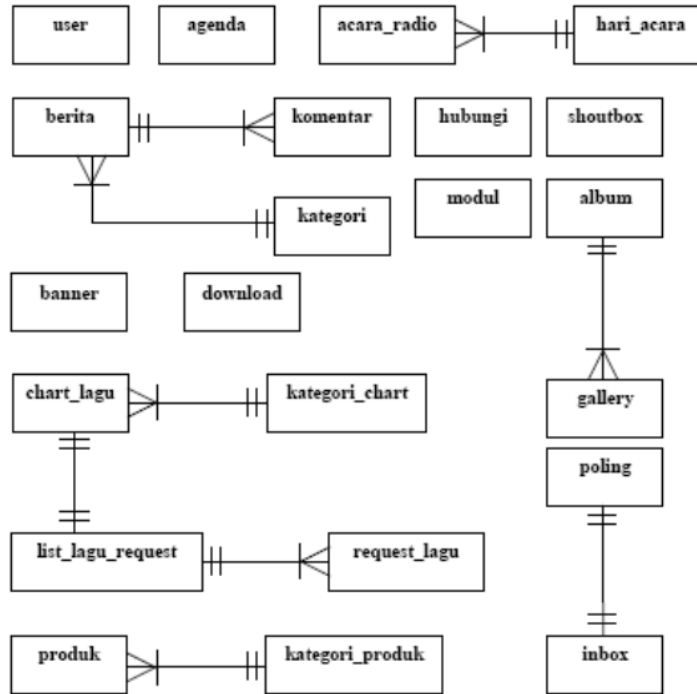 user
agenda
acara_radio
hari_acara
berita
komentar
hubungi
shoutbox
kategori
modul
album
banner
download
chart_lagu
kategori_chart
gallery
poling
list_lagu_request
request_lagu
produk
kategori_produk
inbox